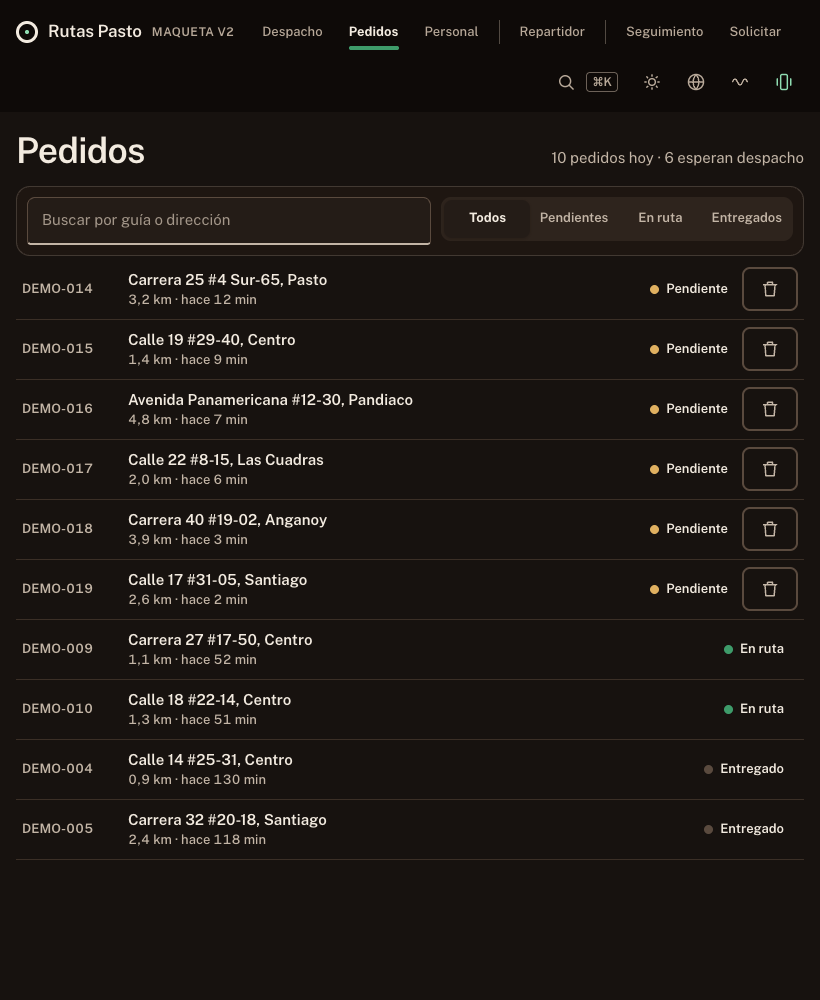 Rutas Pasto MAQUETA V2 Despacho Pedidos Personal Repartidor Seguimiento Solicitar
⌘K
Pedidos
10 pedidos hoy · 6 esperan despacho
Buscar por guía o dirección
Todos Pendientes En ruta Entregados
DEMO-014 Carrera 25 #4 Sur-65, Pasto Pendiente
3,2 km · hace 12 min
DEMO-015 Calle 19 #29-40, Centro Pendiente
1,4 km · hace 9 min
DEMO-016 Avenida Panamericana #12-30, Pandiaco Pendiente
4,8 km · hace 7 min
DEMO-017 Calle 22 #8-15, Las Cuadras Pendiente
2,0 km · hace 6 min
DEMO-018 Carrera 40 #19-02, Anganoy Pendiente
3,9 km · hace 3 min
DEMO-019 Calle 17 #31-05, Santiago Pendiente
2,6 km · hace 2 min
DEMO-009 Carrera 27 #17-50, Centro En ruta
1,1 km · hace 52 min
DEMO-010 Calle 18 #22-14, Centro En ruta
1,3 km · hace 51 min
DEMO-004 Calle 14 #25-31, Centro Entregado
0,9 km · hace 130 min
DEMO-005 Carrera 32 #20-18, Santiago Entregado
2,4 km · hace 118 min